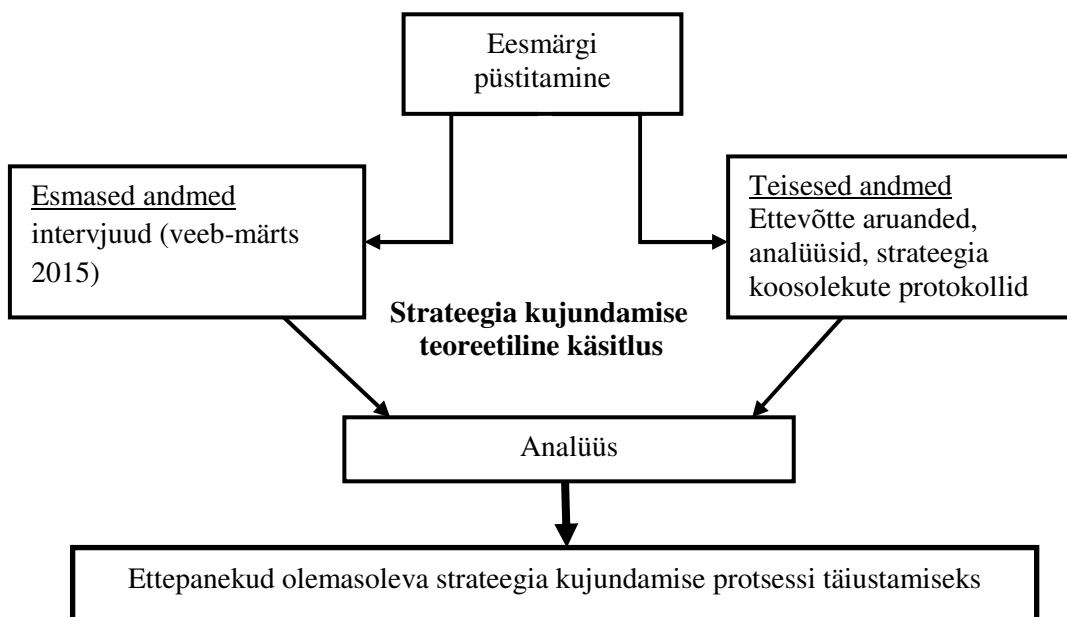 Eesmärgi
püstitamine
Esmased andmed
intervjuud (veeb-märts
2015)
Teisesed andmed
Ettevõtte aruanded,
analüüsid, strateegia
koosolekute protokollid
Strateegia kujundamise
teoreetiline käsitlus
Analüüs
Ettepanekud olemasoleva strateegia kujundamise protsessi täiustamiseks